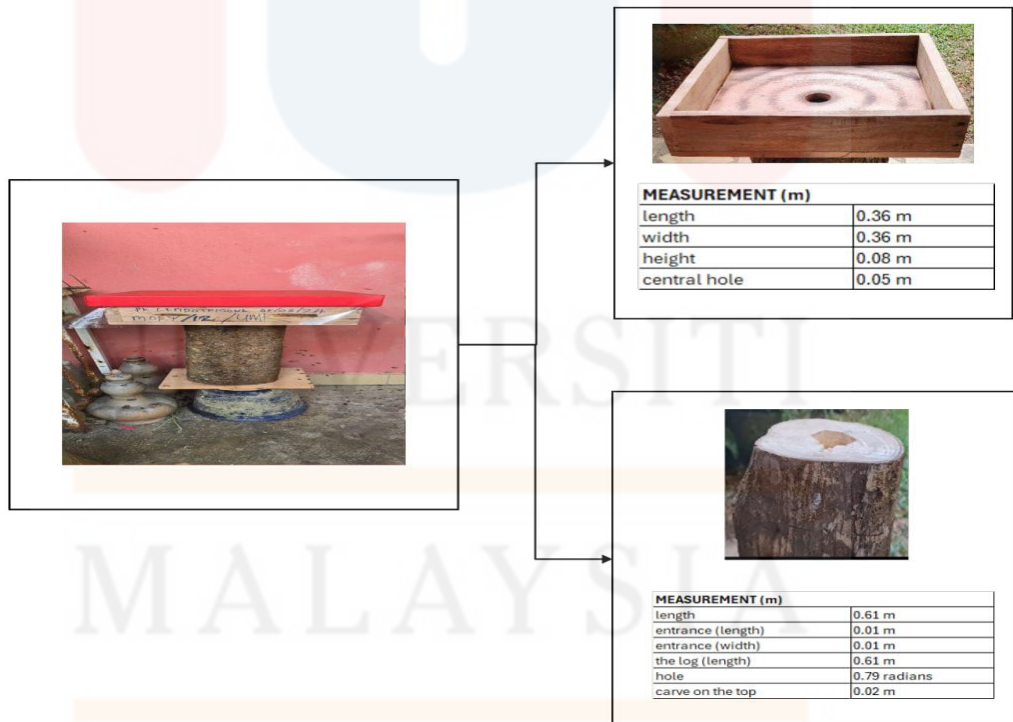 MEASUREMENT (m)
length 0.36 m
width 0.36 m
height 0.08 m
central hole 0.05 m
UNIVERSITI
MALAYSIA
MEASUREMENT (m)
length 0.61 m
entrance (length) 0.01 m
entrance (width) 0.01 m
the log (length) 0.61 m
hole 0.79 radians
carve on the top 0.02 m